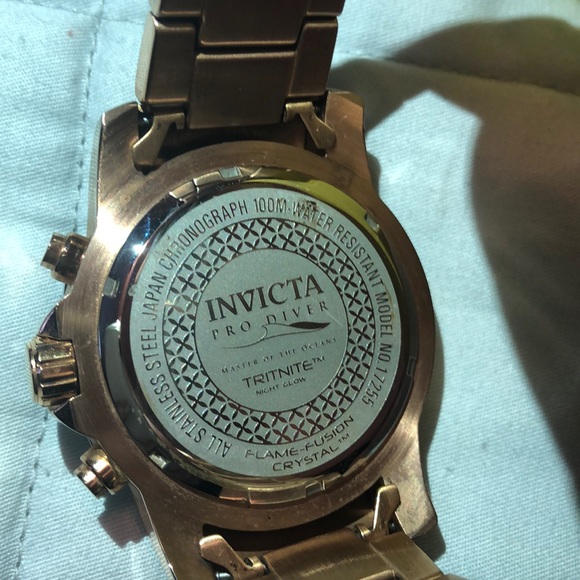 INVICTA
PRO DIVER
MASTER OF THE OCEANS
TRITNITE™
NIGHT GLOW
ALL STAINLESS STEEL JAPAN CHRONOGRAPH 100M-WATER RESISTANT MODEL NO.17255
FLAME-FUSION
CRYSTAL™